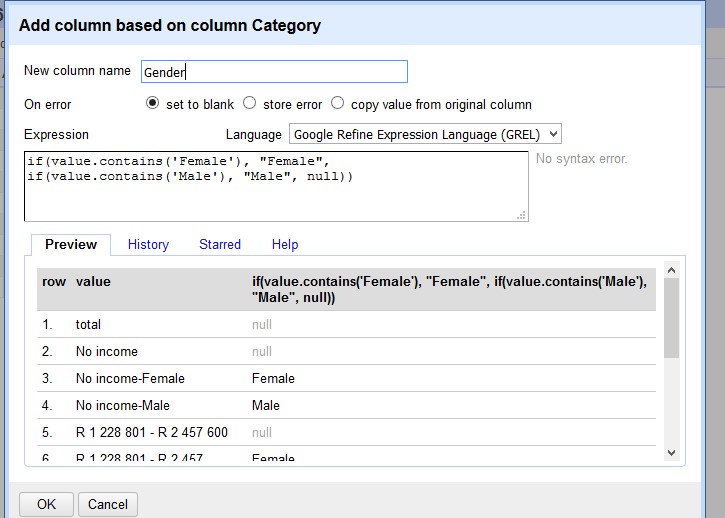 Add column based on column Category
New column name Gender
On error set to blank store error copy value from original column
Expression Language Google Refine Expression Language (GREL)
if(value.contains('Female'), "Female",
if(value.contains('Male'), "Male", null))
No syntax error.
Preview History Starred Help
row value if(value.contains('Female'), "Female", if(value.contains('Male'),
"Male", null))
1. total null
2. No income null
3. No income-Female Female
4. No income-Male Male
5. R 1 228 801 - R 2 457 600 null
6. R 1 228 801 - R 2 457 Female
OK Cancel